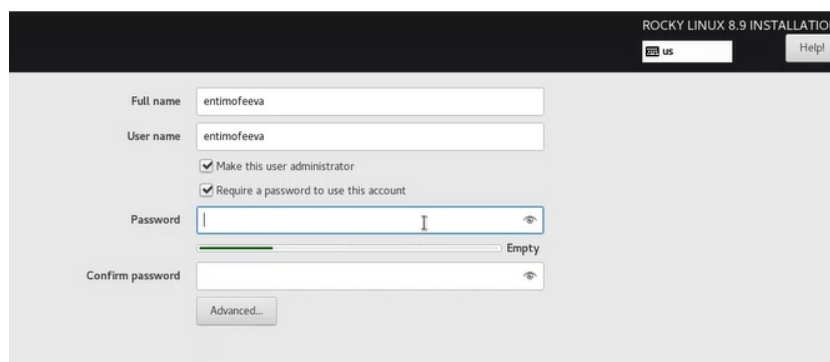 ROCKY LINUX 8.9 INSTALLATIO
us
Help!
Full name
entimofeeva
User name
entimofeeva
Make this user administrator
Require a password to use this account
Password
Empty
Confirm password
Advanced...